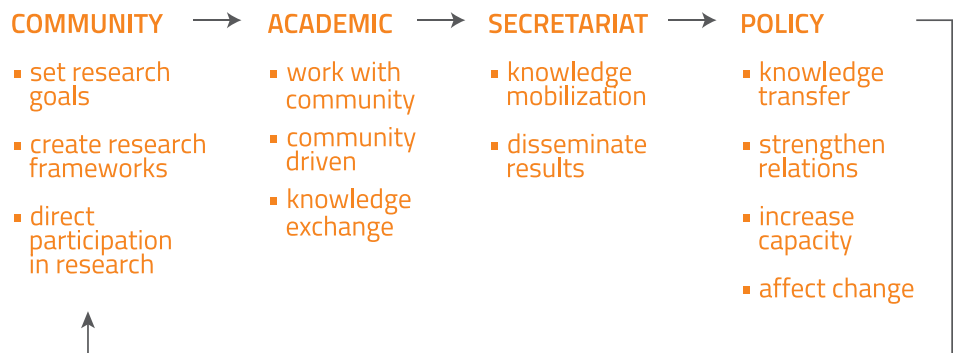 COMMUNITY
▪ set research
goals
▪ create research
frameworks
▪ direct
participation
in research
ACADEMIC
▪ work with
community
▪ community
driven
▪ knowledge
exchange
SECRETARIAT
▪ knowledge
mobilization
▪ disseminate
results
POLICY
▪ knowledge
transfer
▪ strengthen
relations
▪ increase
capacity
▪ affect change